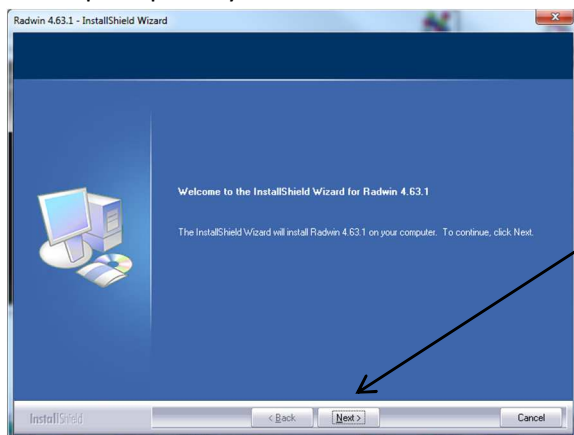 Radwin 4.63.1 - InstallShield Wizard
Welcome to the InstallShield Wizard for Radwin 4.63.1
The InstallShield Wizard will install Radwin 4.63.1 on your computer. To continue, click Next.
InstallShield
< Back
Next >
Cancel